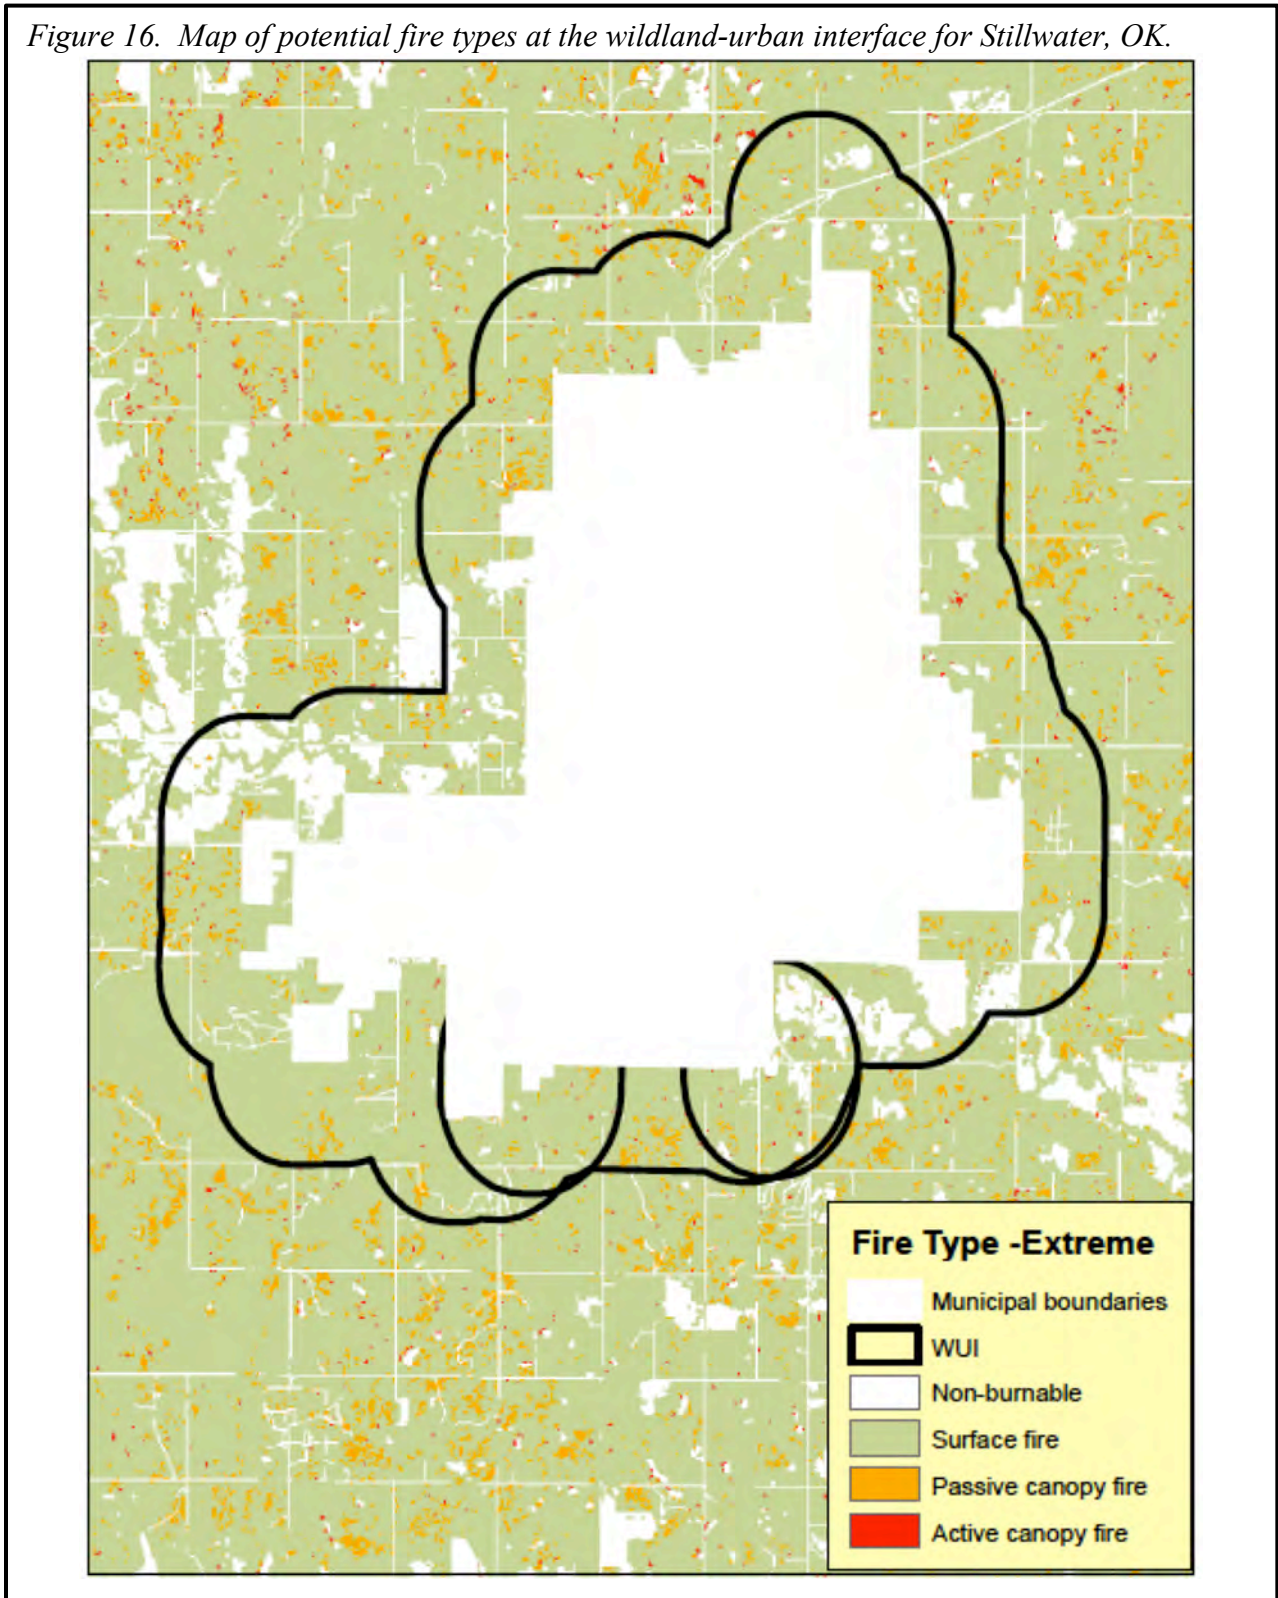 Figure 16. Map of potential fire types at the wildland-urban interface for Stillwater, OK.
Fire Type -Extreme
Municipal boundaries
WUI
Non-burnable
Surface fire
Passive canopy fire
Active canopy fire